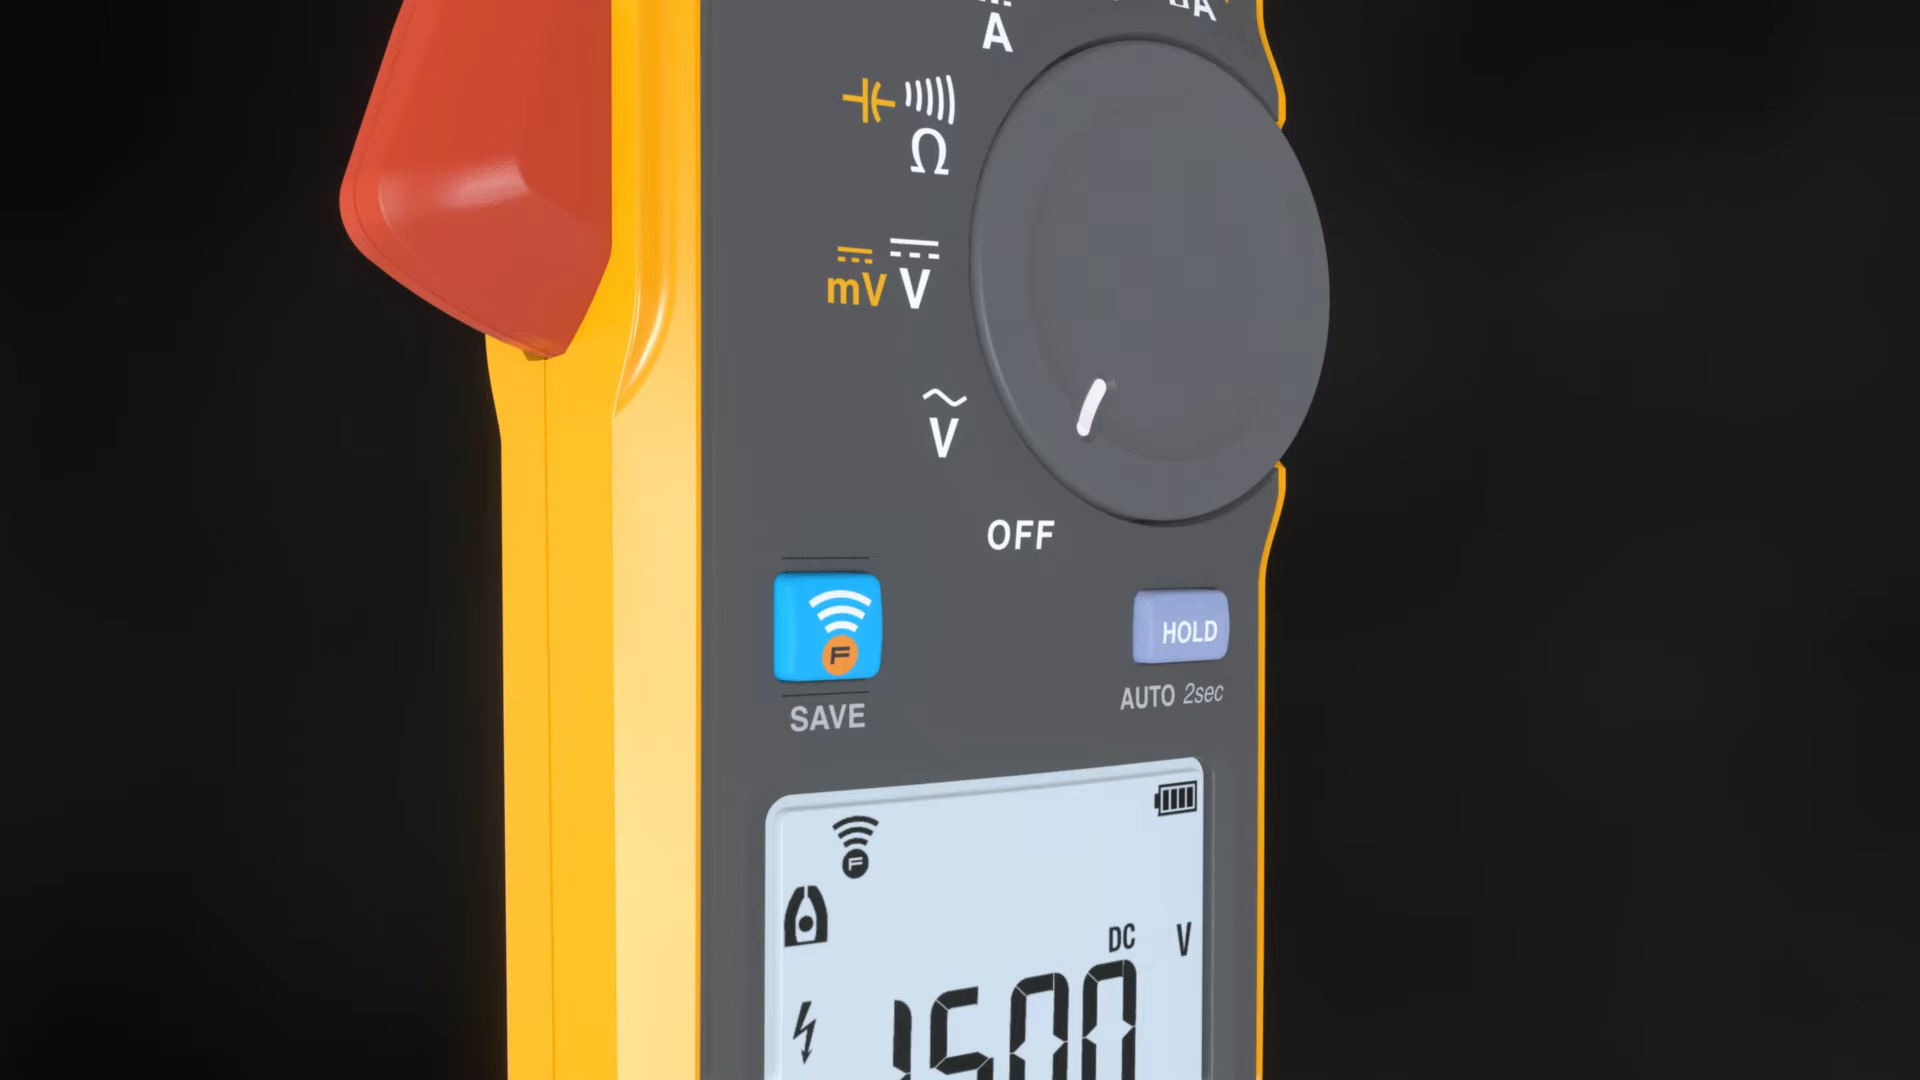 A
Ω
mV V
V
OFF
F
HOLD
SAVE
AUTO 2sec
F
DC V
1500